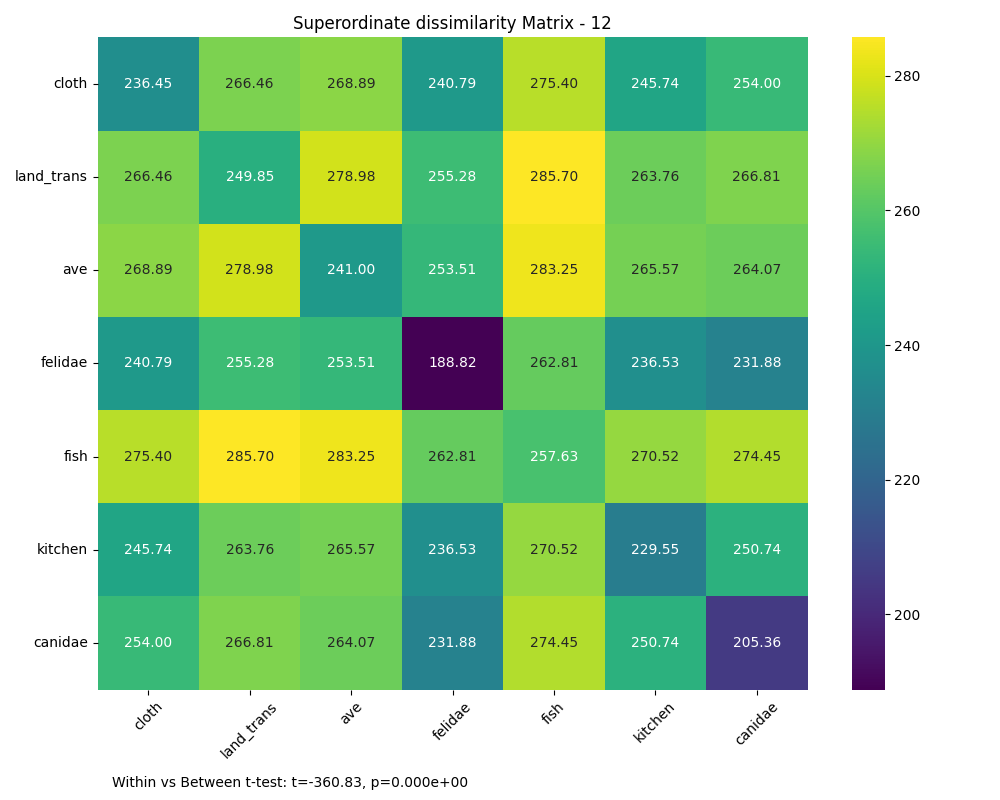 Superordinate dissimilarity Matrix - 12
cloth 236.45 266.46 268.89 240.79 275.40 245.74 254.00
land_trans 266.46 249.85 278.98 255.28 285.70 263.76 266.81
ave 268.89 278.98 241.00 253.51 283.25 265.57 264.07
felidae 240.79 255.28 253.51 188.82 262.81 236.53 231.88
fish 275.40 285.70 283.25 262.81 257.63 270.52 274.45
kitchen 245.74 263.76 265.57 236.53 270.52 229.55 250.74
canidae 254.00 266.81 264.07 231.88 274.45 250.74 205.36
cloth land_trans ave felidae fish kitchen canidae
280
260
240
220
200
Within vs Between t-test: t=-360.83, p=0.000e+00